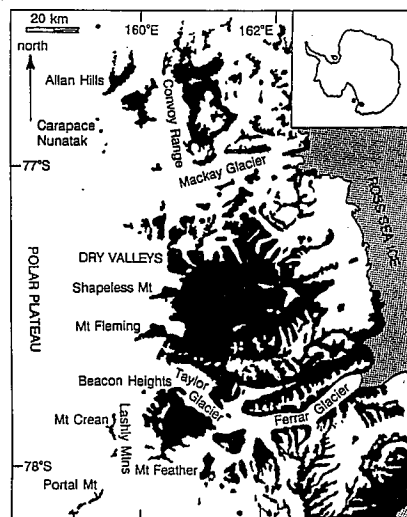 20 km
160°E
162°E
north
Allan Hills
Convoy Range
Carapace
Nunatak
77°S
Mackay Glacier
ROSS SEA ICE
POLAR PLATEAU
DRY VALLEYS
Shapeless Mt
Mt Fleming
Beacon Heights
Taylor
Glacier
Ferrar Glacier
Mt Crean
Lashly Mtns
Mt Feather
78°S
Portal Mt